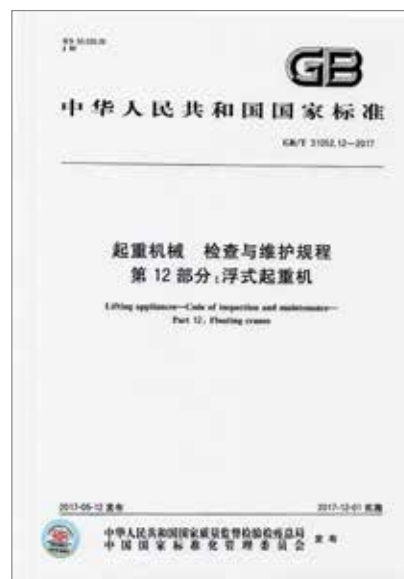 GB
中华人民共和国国家标准
GB/T 31052.12—2017
起重机械 检查与维护规程
第 12 部分:浮式起重机
Lifting appliances—Code of inspection and maintenance—
Part 12: Floating cranes
2017-05-12 发布 2017-12-01 实施
中华人民共和国国家质量监督检验检疫总局
中国国家标准化管理委员会 发布